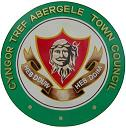 CYNGOR TREF ABERGELE TOWN COUNCIL
HEB DDUW
HEB DDIM